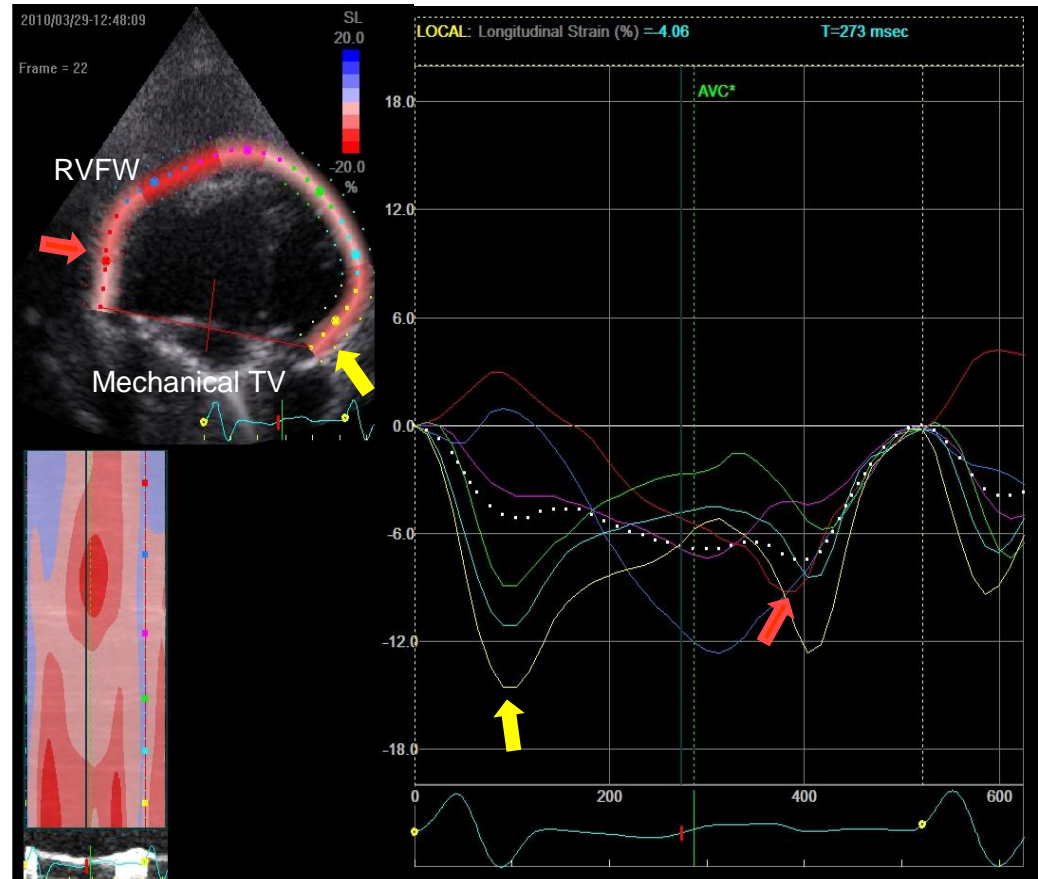 2010/03/29-12:48:09
SL
20.0
Frame = 22
RVFW
-20.0
%
Mechanical TV
LOCAL: Longitudinal Strain (%) =-4.06 T=273 msec
AVC*
18.0
12.0
6.0
0.0
-6.0
-12.0
-18.0
0 200 400 600